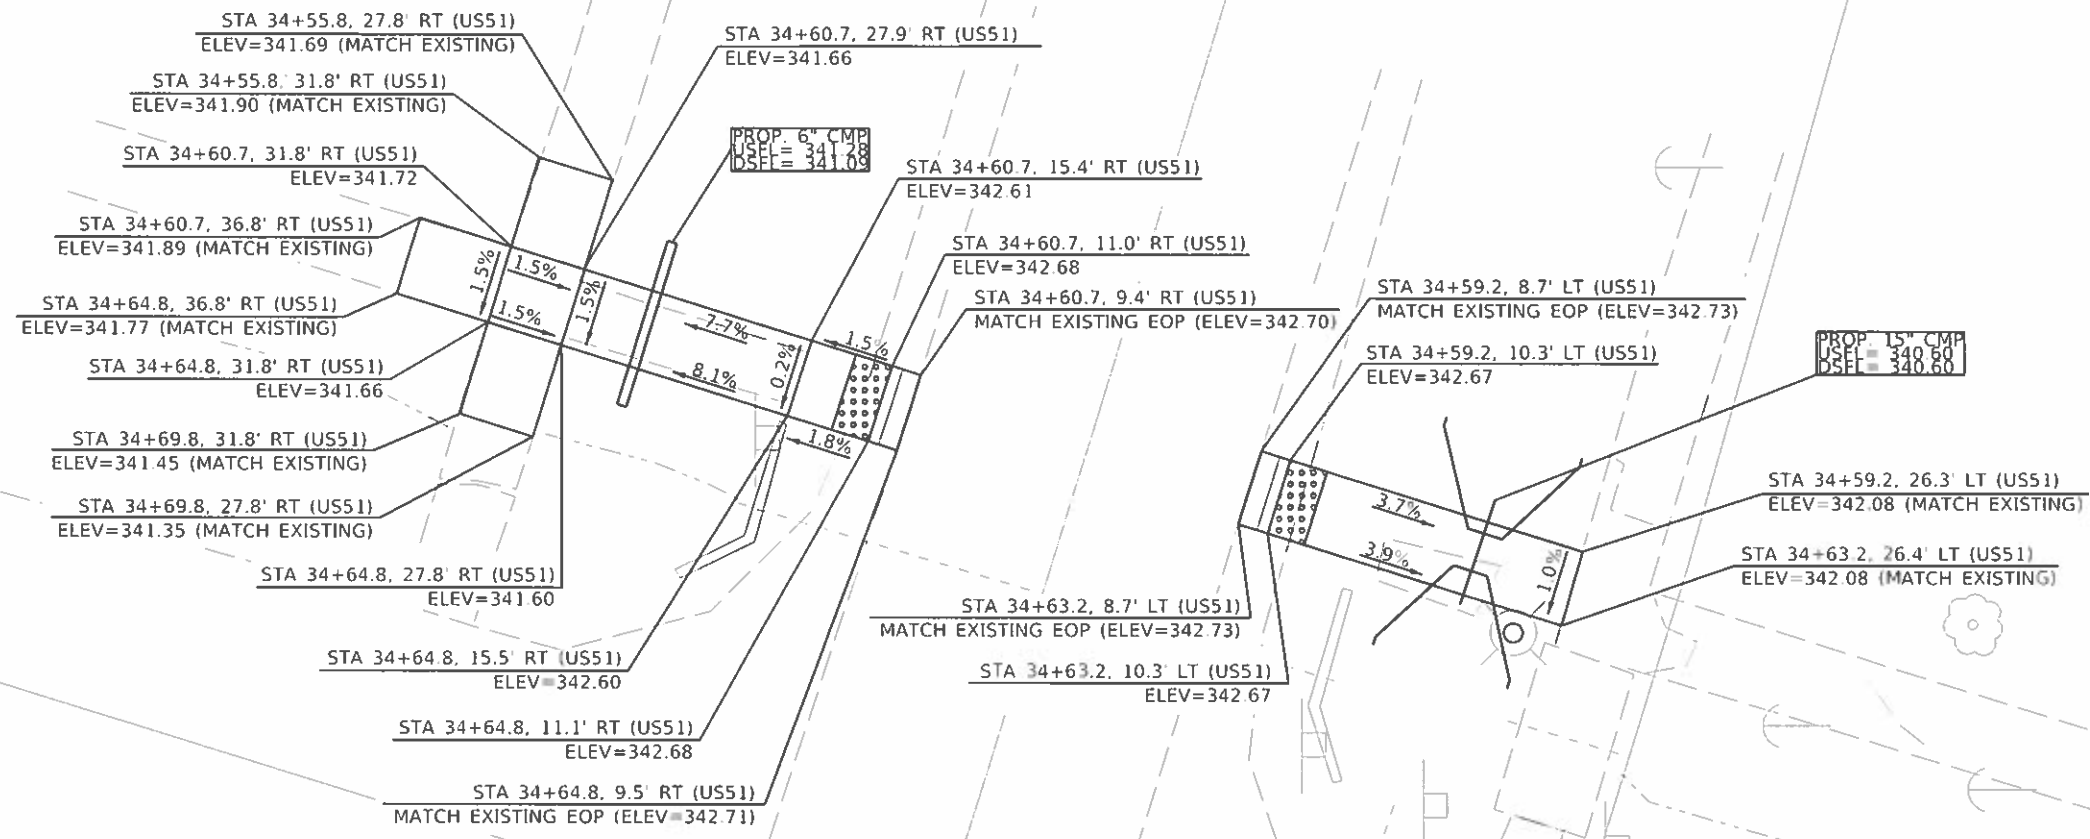 STA 34+55.8, 27.8' RT (US51)
ELEV=341.69 (MATCH EXISTING)
STA 34+55.8, 31.8' RT (US51)
ELEV=341.90 (MATCH EXISTING)
STA 34+60.7, 31.8' RT (US51)
ELEV=341.72
STA 34+60.7, 36.8' RT (US51)
ELEV=341.89 (MATCH EXISTING)
STA 34+64.8, 36.8' RT (US51)
ELEV=341.77 (MATCH EXISTING)
STA 34+64.8, 31.8' RT (US51)
ELEV=341.66
STA 34+69.8, 31.8' RT (US51)
ELEV=341.45 (MATCH EXISTING)
STA 34+69.8, 27.8' RT (US51)
ELEV=341.35 (MATCH EXISTING)
STA 34+64.8, 27.8' RT (US51)
ELEV=341.60
STA 34+64.8, 15.5' RT (US51)
ELEV=342.60
STA 34+64.8, 11.1' RT (US51)
ELEV=342.68
STA 34+64.8, 9.5' RT (US51)
MATCH EXISTING EOP (ELEV=342.71)
STA 34+60.7, 27.9' RT (US51)
ELEV=341.66
PROP. 6" CMP
USFL= 341.28
DSFL= 341.09
STA 34+60.7, 15.4' RT (US51)
ELEV=342.61
STA 34+60.7, 11.0' RT (US51)
ELEV=342.68
STA 34+60.7, 9.4' RT (US51)
MATCH EXISTING EOP (ELEV=342.70)
1.5%
1.5%
1.5%
1.5%
7.7%
8.1%
0.2%
1.5%
1.8%
STA 34+59.2, 8.7' LT (US51)
MATCH EXISTING EOP (ELEV=342.73)
STA 34+59.2, 10.3' LT (US51)
ELEV=342.67
PROP. 15" CMP
USFL= 340.60
DSFL= 340.60
STA 34+59.2, 26.3' LT (US51)
ELEV=342.08 (MATCH EXISTING)
STA 34+63.2, 26.4' LT (US51)
ELEV=342.08 (MATCH EXISTING)
3.7%
3.9%
1.0%
STA 34+63.2, 8.7' LT (US51)
MATCH EXISTING EOP (ELEV=342.73)
STA 34+63.2, 10.3' LT (US51)
ELEV=342.67